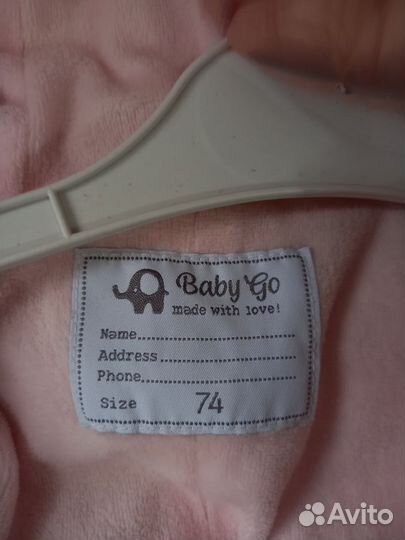 Baby Go
made with love!
Name
Address
Phone
Size 74
Avito